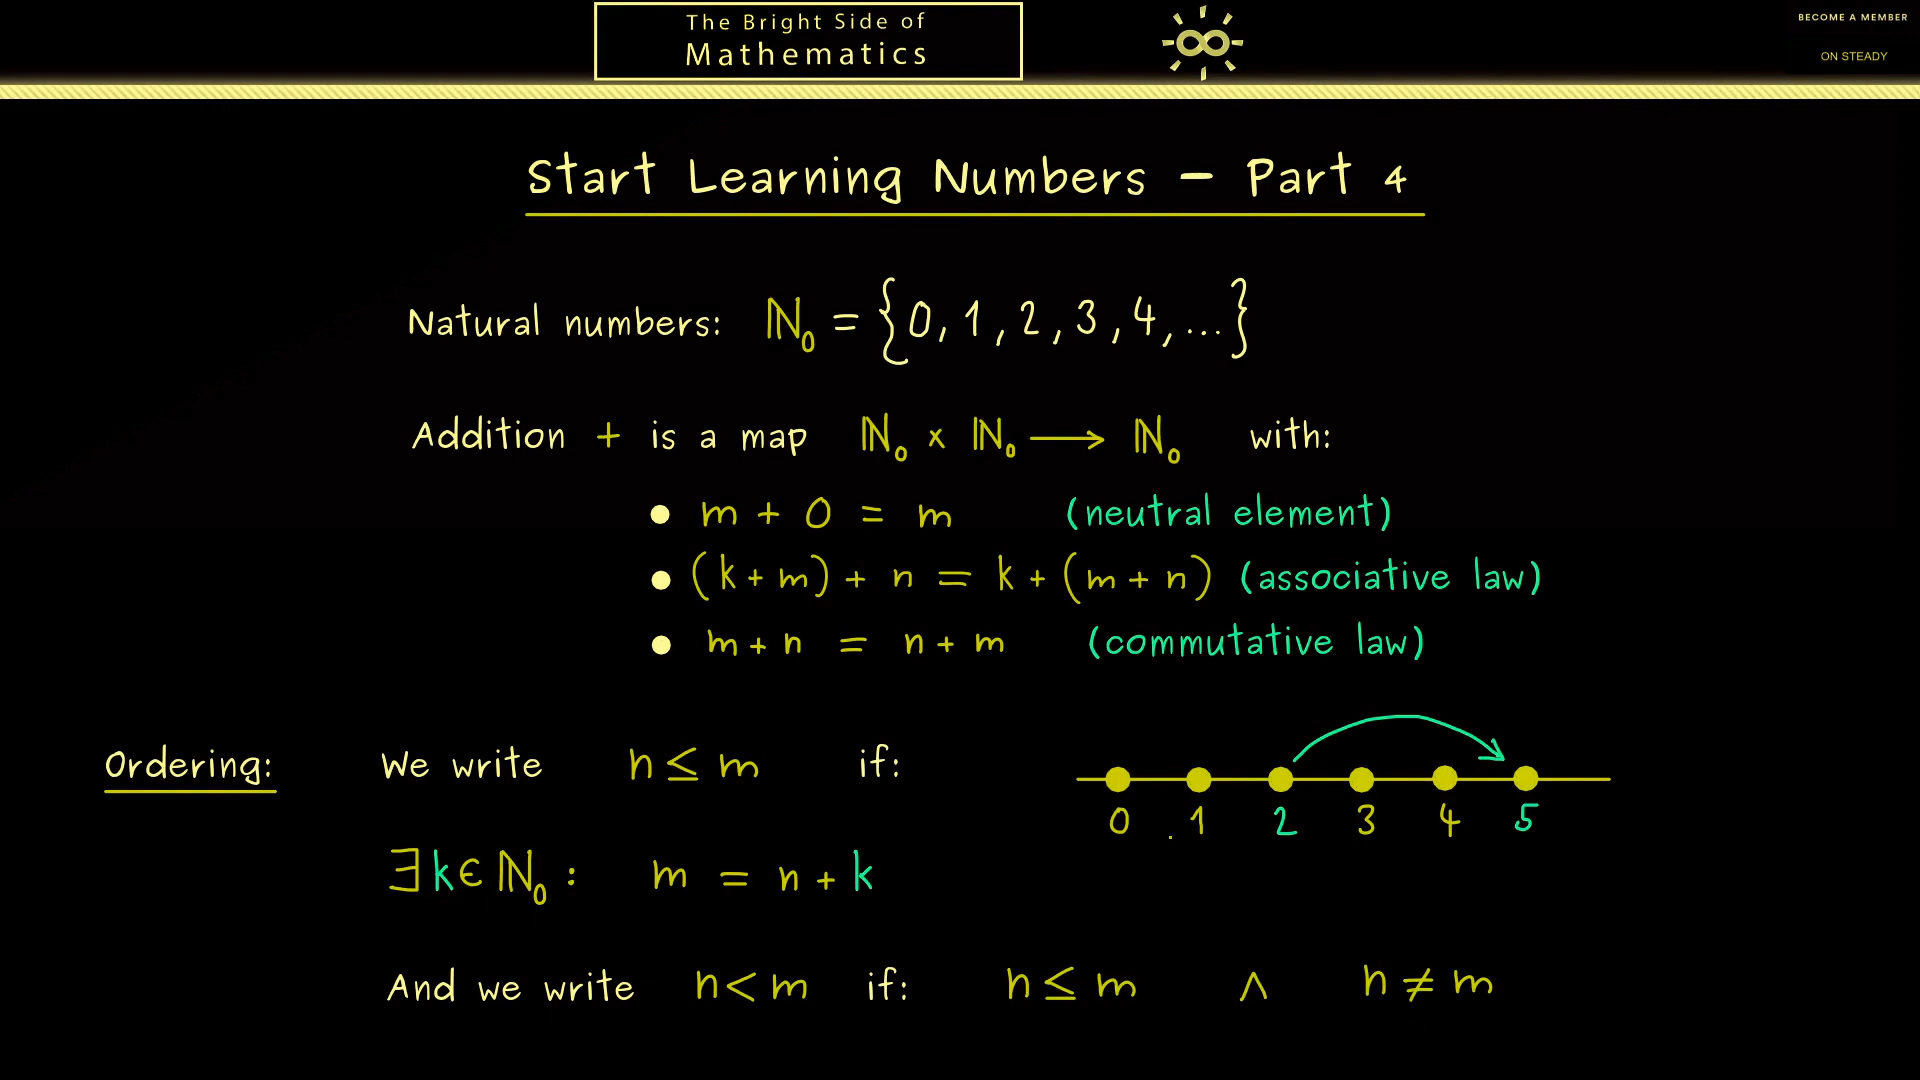 The Bright Side of
Mathematics
BECOME A MEMBER
ON STEADY
Start Learning Numbers – Part 4
Natural numbers: ℕ₀ = {0, 1, 2, 3, 4, ...}
Addition + is a map ℕ₀ × ℕ₀ ⟶ ℕ₀ with:
• m + 0 = m (neutral element)
• (k + m) + n = k + (m + n) (associative law)
• m + n = n + m (commutative law)
Ordering: We write n ≤ m if:
0 1 2 3 4 5
∃k∈ℕ₀ : m = n + k
And we write n < m if: n ≤ m ∧ n ≠ m